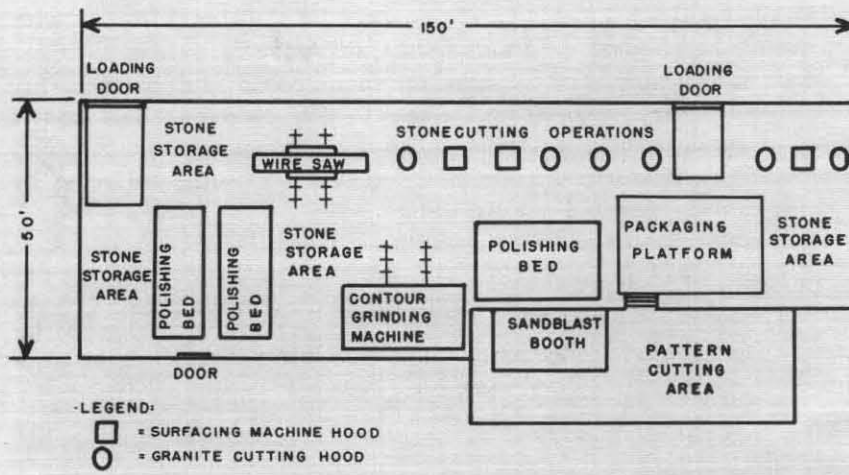 150'
LOADING
DOOR
LOADING
DOOR
STONE
STORAGE
AREA
STONECUTTING OPERATIONS
WIRE SAW
50'
STONE
STORAGE
AREA
POLISHING
BED
POLISHING
BED
STONE
STORAGE
AREA
POLISHING
BED
PACKAGING
PLATFORM
STONE
STORAGE
AREA
CONTOUR
GRINDING
MACHINE
SANDBLAST
BOOTH
PATTERN
CUTTING
AREA
DOOR
-LEGEND=
= SURFACING MACHINE HOOD
= GRANITE CUTTING HOOD